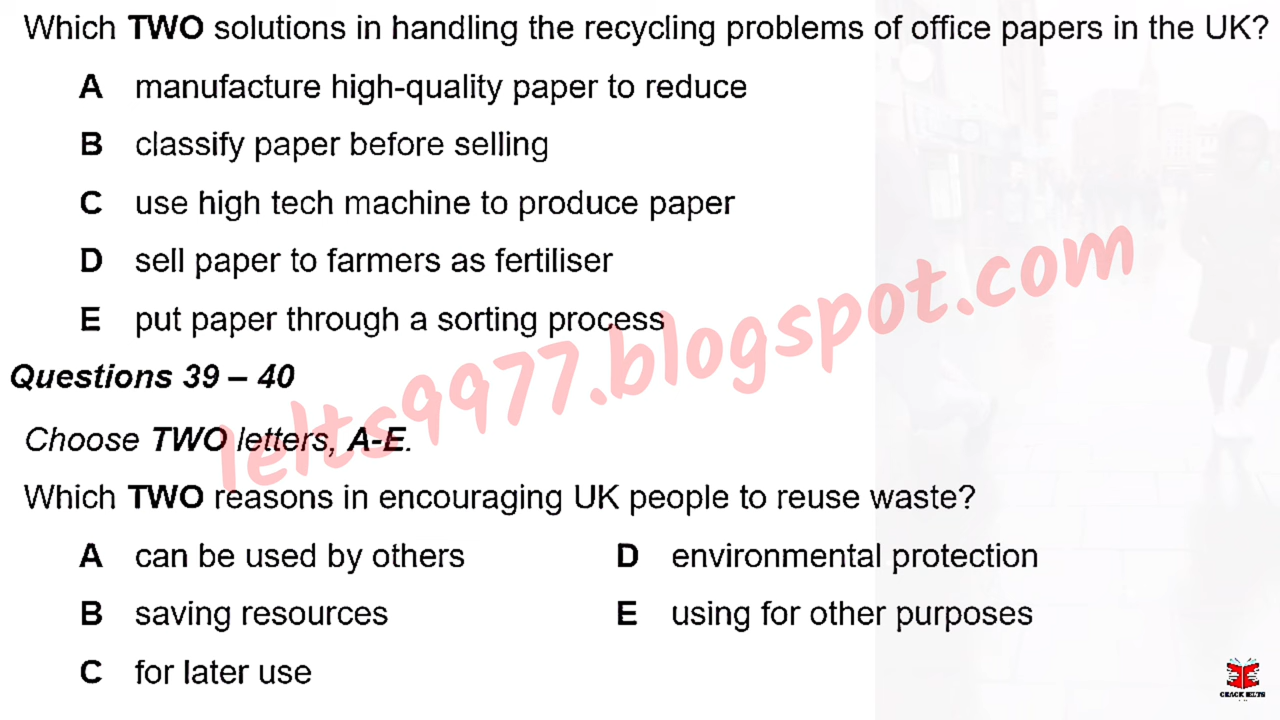 Which TWO solutions in handling the recycling problems of office papers in the UK?
A manufacture high-quality paper to reduce
B classify paper before selling
C use high tech machine to produce paper
D sell paper to farmers as fertiliser
E put paper through a sorting process
Questions 39 – 40
Choose TWO letters, A-E.
Which TWO reasons in encouraging UK people to reuse waste?
A can be used by others
D environmental protection
B saving resources
E using for other purposes
C for later use
Ielts9977.blogspot.com
CRACK IELTS